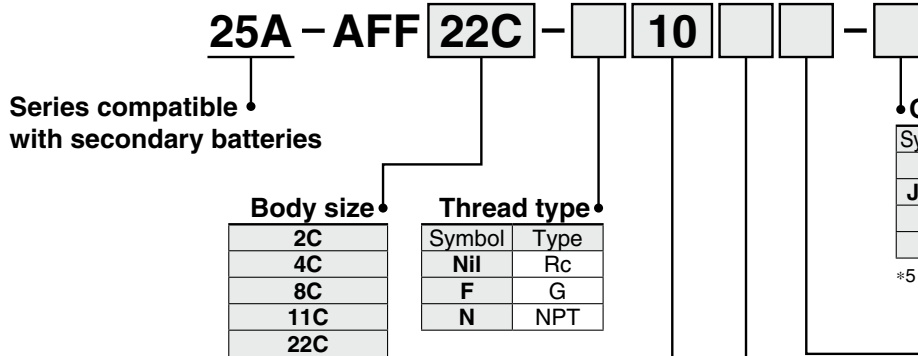 25A – AFF 22C – 10 –
Series compatible
with secondary batteries
Body size
2C
4C
8C
11C
22C
Thread type
Symbol Type
Nil Rc
F G
N NPT
J
*5